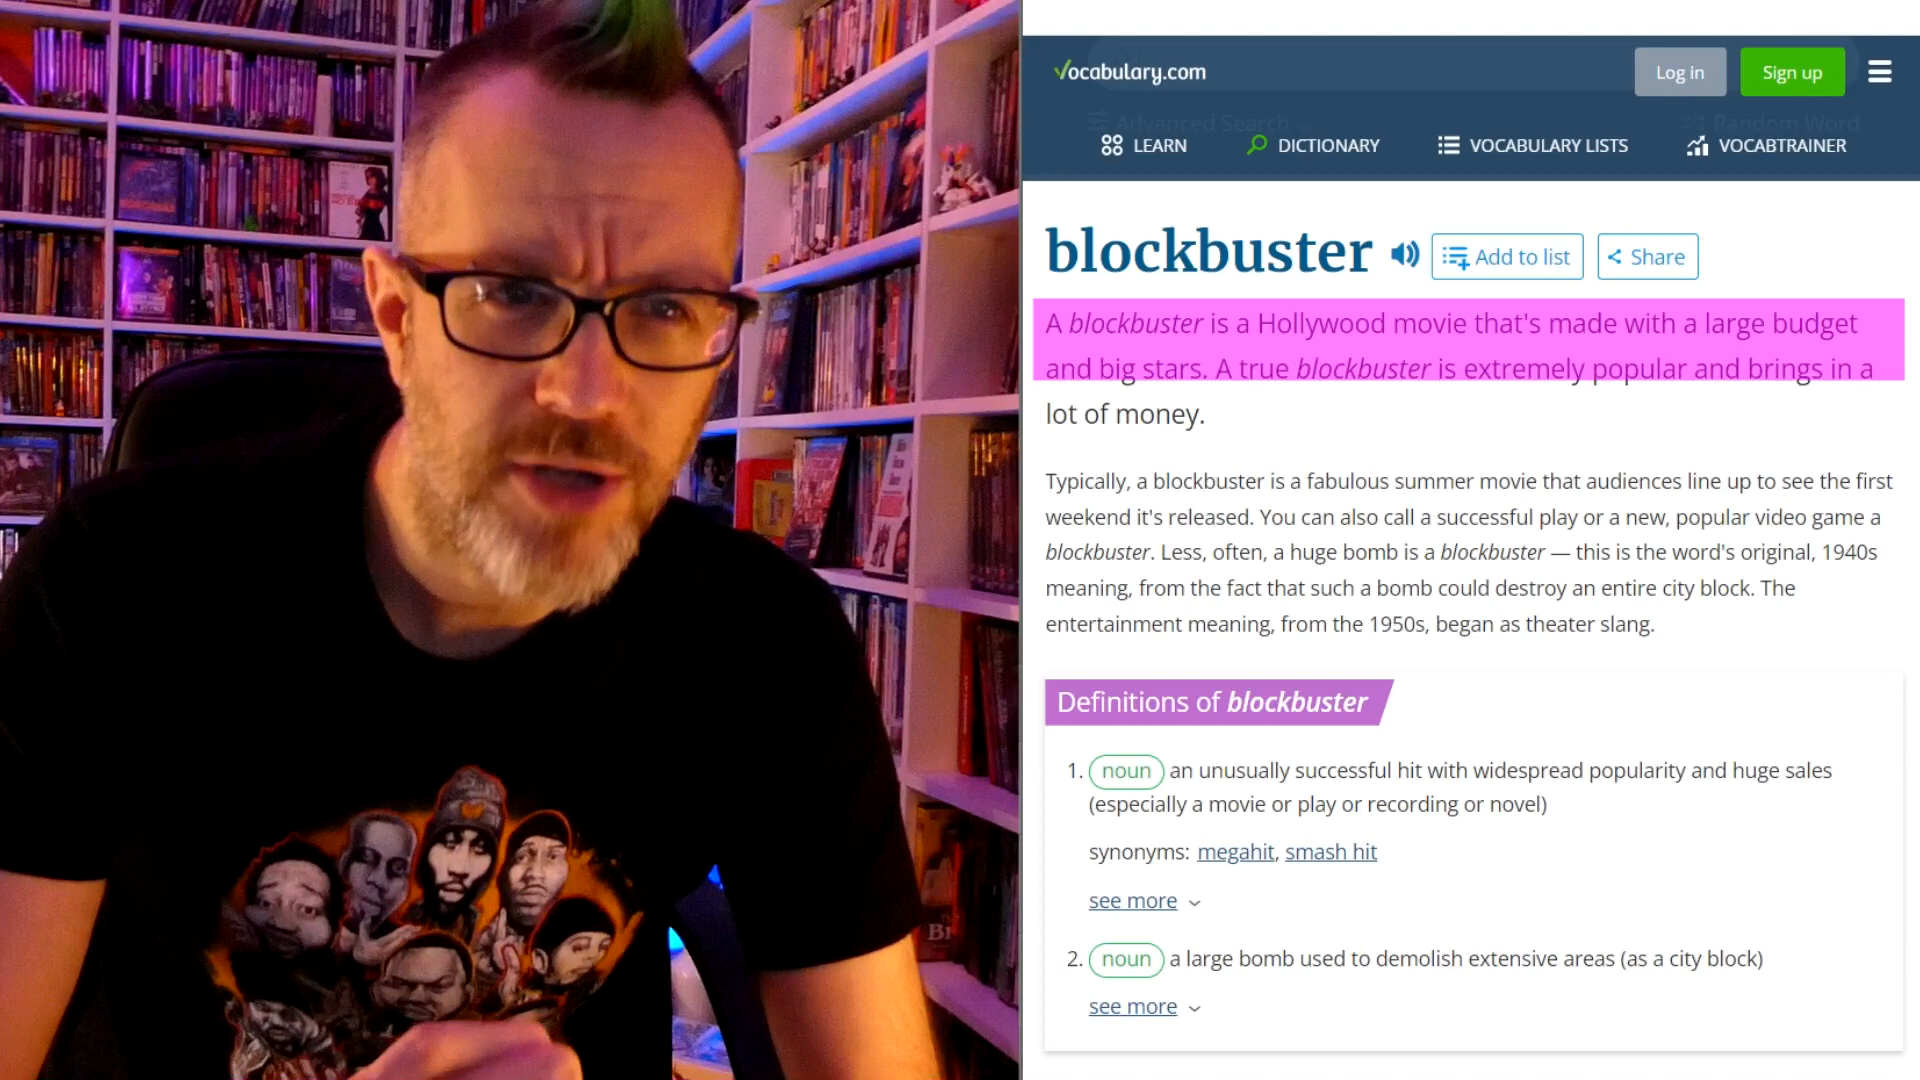 Vocabulary.com
Log in
Sign up
Advanced Search
Random Word
LEARN
DICTIONARY
VOCABULARY LISTS
VOCABTRAINER
blockbuster
Add to list
Share
A blockbuster is a Hollywood movie that's made with a large budget
and big stars. A true blockbuster is extremely popular and brings in a
lot of money.
Typically, a blockbuster is a fabulous summer movie that audiences line up to see the first
weekend it's released. You can also call a successful play or a new, popular video game a
blockbuster. Less, often, a huge bomb is a blockbuster — this is the word's original, 1940s
meaning, from the fact that such a bomb could destroy an entire city block. The
entertainment meaning, from the 1950s, began as theater slang.
Definitions of blockbuster
1. noun an unusually successful hit with widespread popularity and huge sales
(especially a movie or play or recording or novel)
synonyms: megahit, smash hit
see more
2. noun a large bomb used to demolish extensive areas (as a city block)
see more